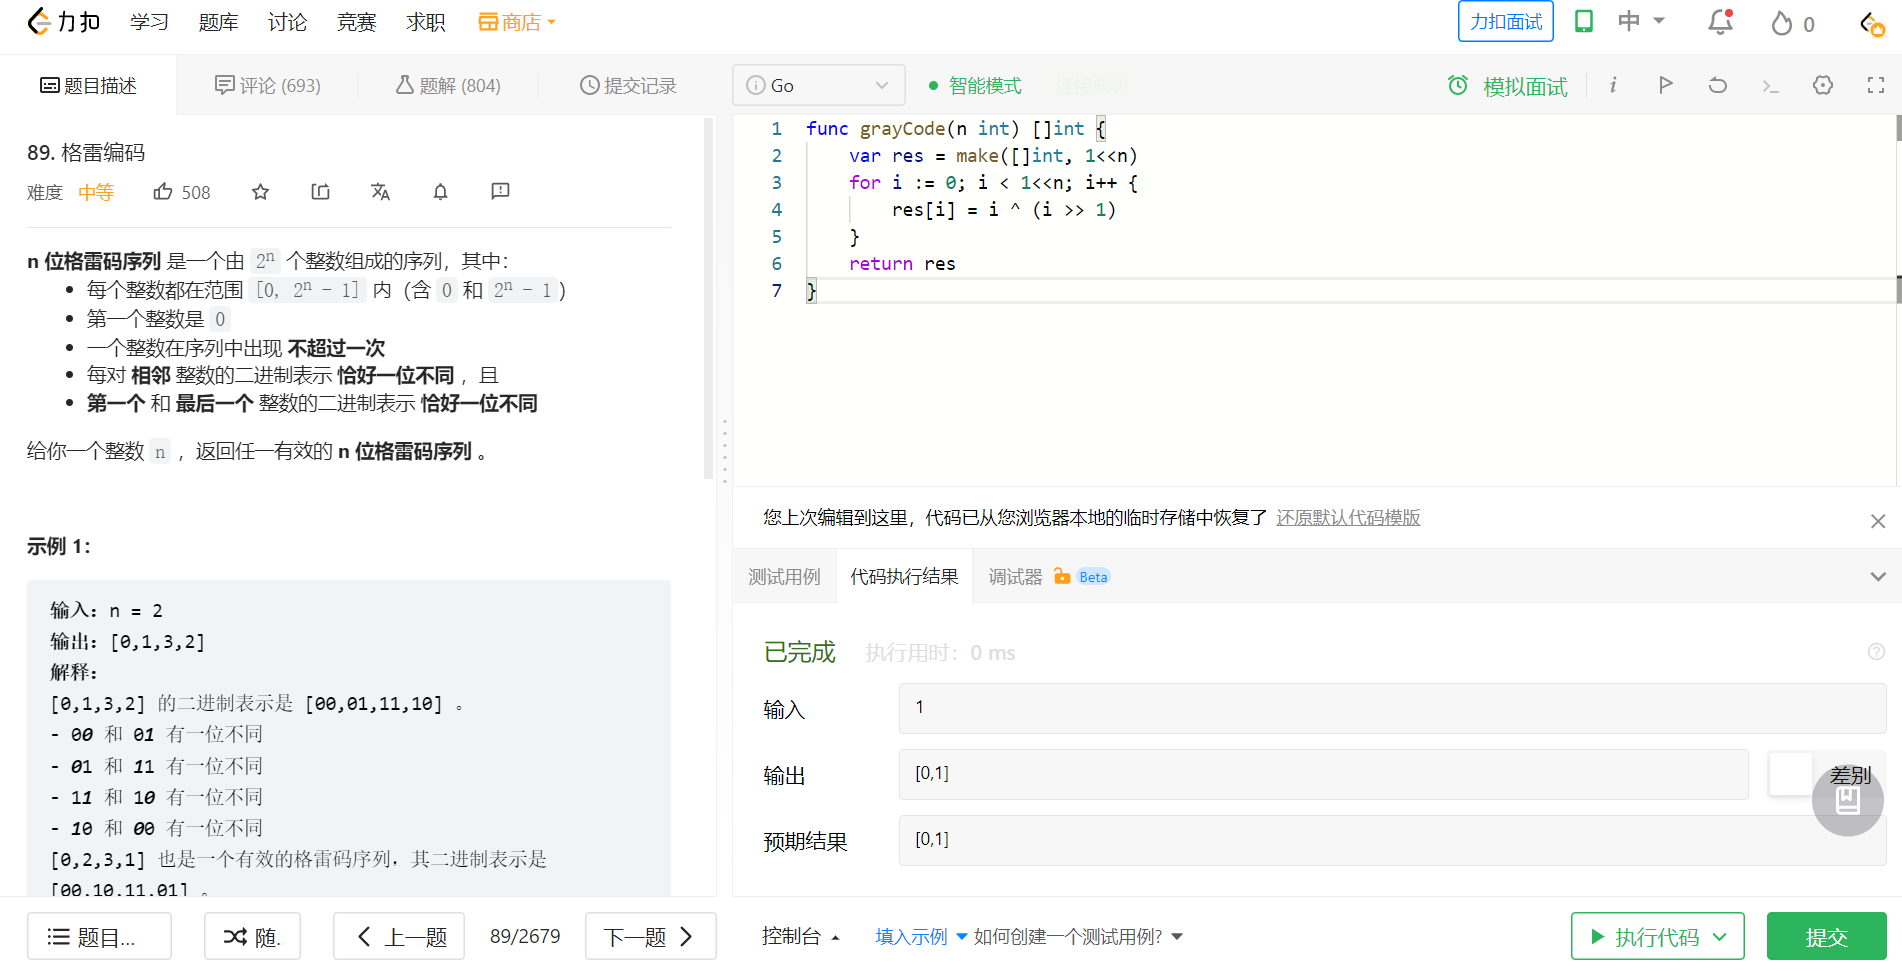 力扣 学习 题库 讨论 竞赛 求职 商店
力扣面试 中 0
题目描述 评论 (693) 题解 (804) 提交记录
Go 智能模式 连接成功 模拟面试
89. 格雷编码
难度 中等 508
n 位格雷码序列 是一个由 2ⁿ 个整数组成的序列，其中：
每个整数都在范围 [0, 2ⁿ - 1] 内（含 0 和 2ⁿ - 1）
第一个整数是 0
一个整数在序列中出现 不超过一次
每对 相邻 整数的二进制表示 恰好一位不同 ，且
第一个 和 最后一个 整数的二进制表示 恰好一位不同
给你一个整数 n ，返回任一有效的 n 位格雷码序列 。
示例 1：
输入：n = 2
输出：[0,1,3,2]
解释：
[0,1,3,2] 的二进制表示是 [00,01,11,10] 。
- 00 和 01 有一位不同
- 01 和 11 有一位不同
- 11 和 10 有一位不同
- 10 和 00 有一位不同
[0,2,3,1] 也是一个有效的格雷码序列，其二进制表示是
[00,10,11,01] 。
题目... 随. 上一题 89/2679 下一题
1 func grayCode(n int) []int {
2     var res = make([]int, 1<<n)
3     for i := 0; i < 1<<n; i++ {
4         res[i] = i ^ (i >> 1)
5     }
6     return res
7 }
您上次编辑到这里，代码已从您浏览器本地的临时存储中恢复了 还原默认代码模版
测试用例 代码执行结果 调试器 Beta
已完成 执行用时：0 ms
输入 1
输出 [0,1] 差别
预期结果 [0,1]
控制台 填入示例 如何创建一个测试用例? 执行代码 提交